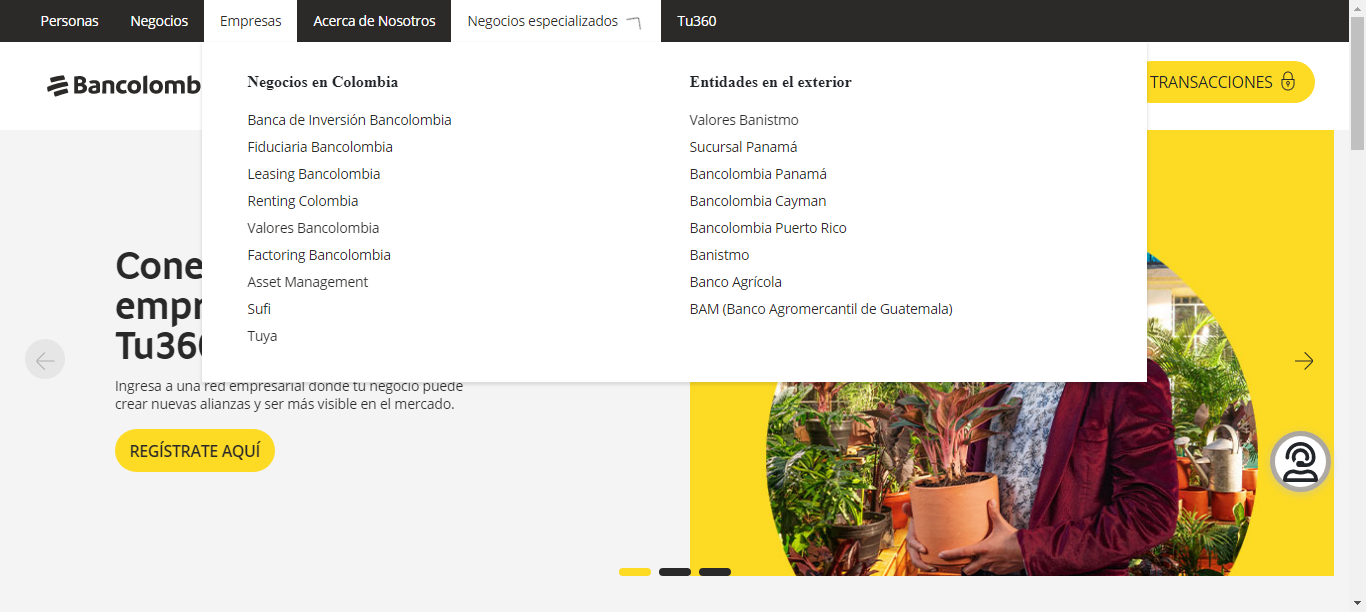 Personas Negocios Empresas Acerca de Nosotros Negocios especializados Tu360
Bancolomb
TRANSACCIONES
Negocios en Colombia
Banca de Inversión Bancolombia
Fiduciaria Bancolombia
Leasing Bancolombia
Renting Colombia
Valores Bancolombia
Factoring Bancolombia
Asset Management
Sufi
Tuya
Entidades en el exterior
Valores Banistmo
Sucursal Panamá
Bancolombia Panamá
Bancolombia Cayman
Bancolombia Puerto Rico
Banistmo
Banco Agrícola
BAM (Banco Agromercantil de Guatemala)
Cone
empr
Tu360
Ingresa a una red empresarial donde tu negocio puede
crear nuevas alianzas y ser más visible en el mercado.
REGÍSTRATE AQUÍ